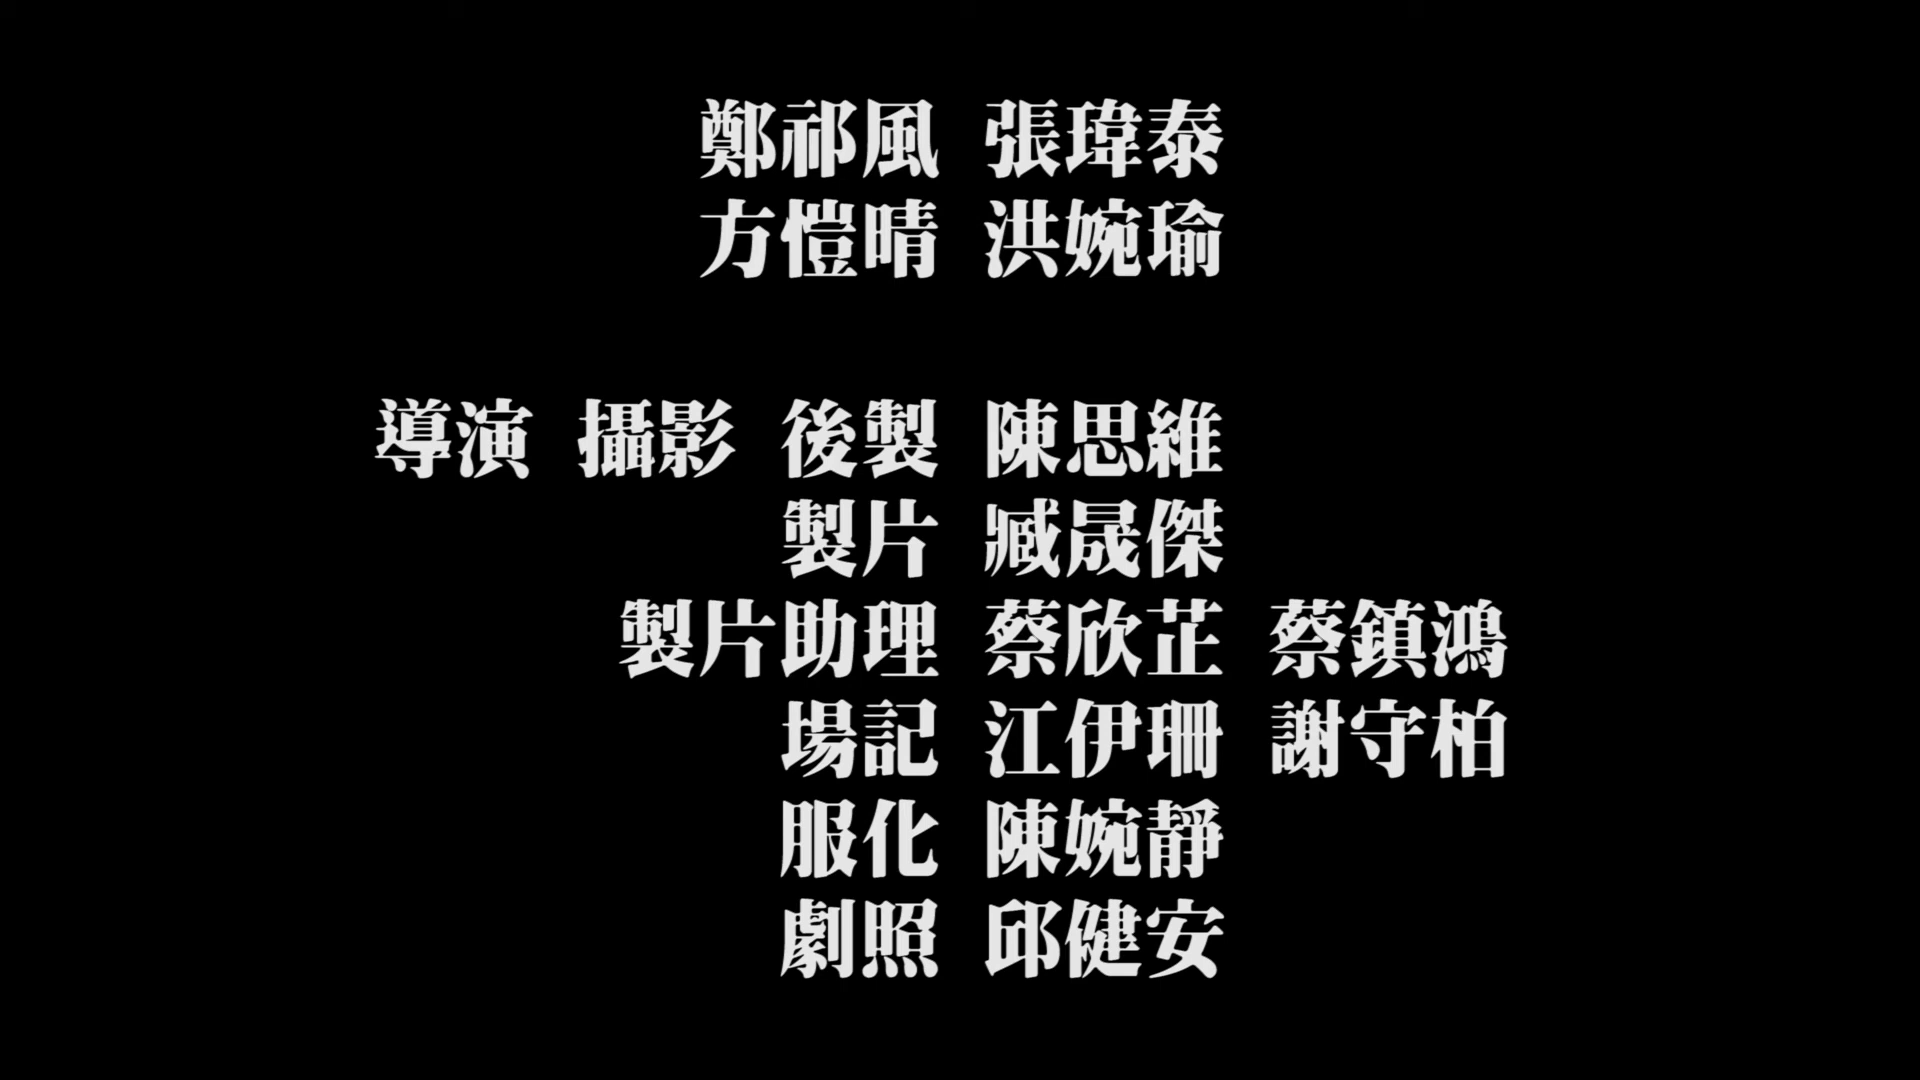 鄭祁風 張瑋泰
方愷晴 洪婉瑜
導演 攝影 後製 陳思維
製片 臧晟傑
製片助理 蔡欣芷 蔡鎮鴻
場記 江伊珊 謝守柏
服化 陳婉靜
劇照 邱健安